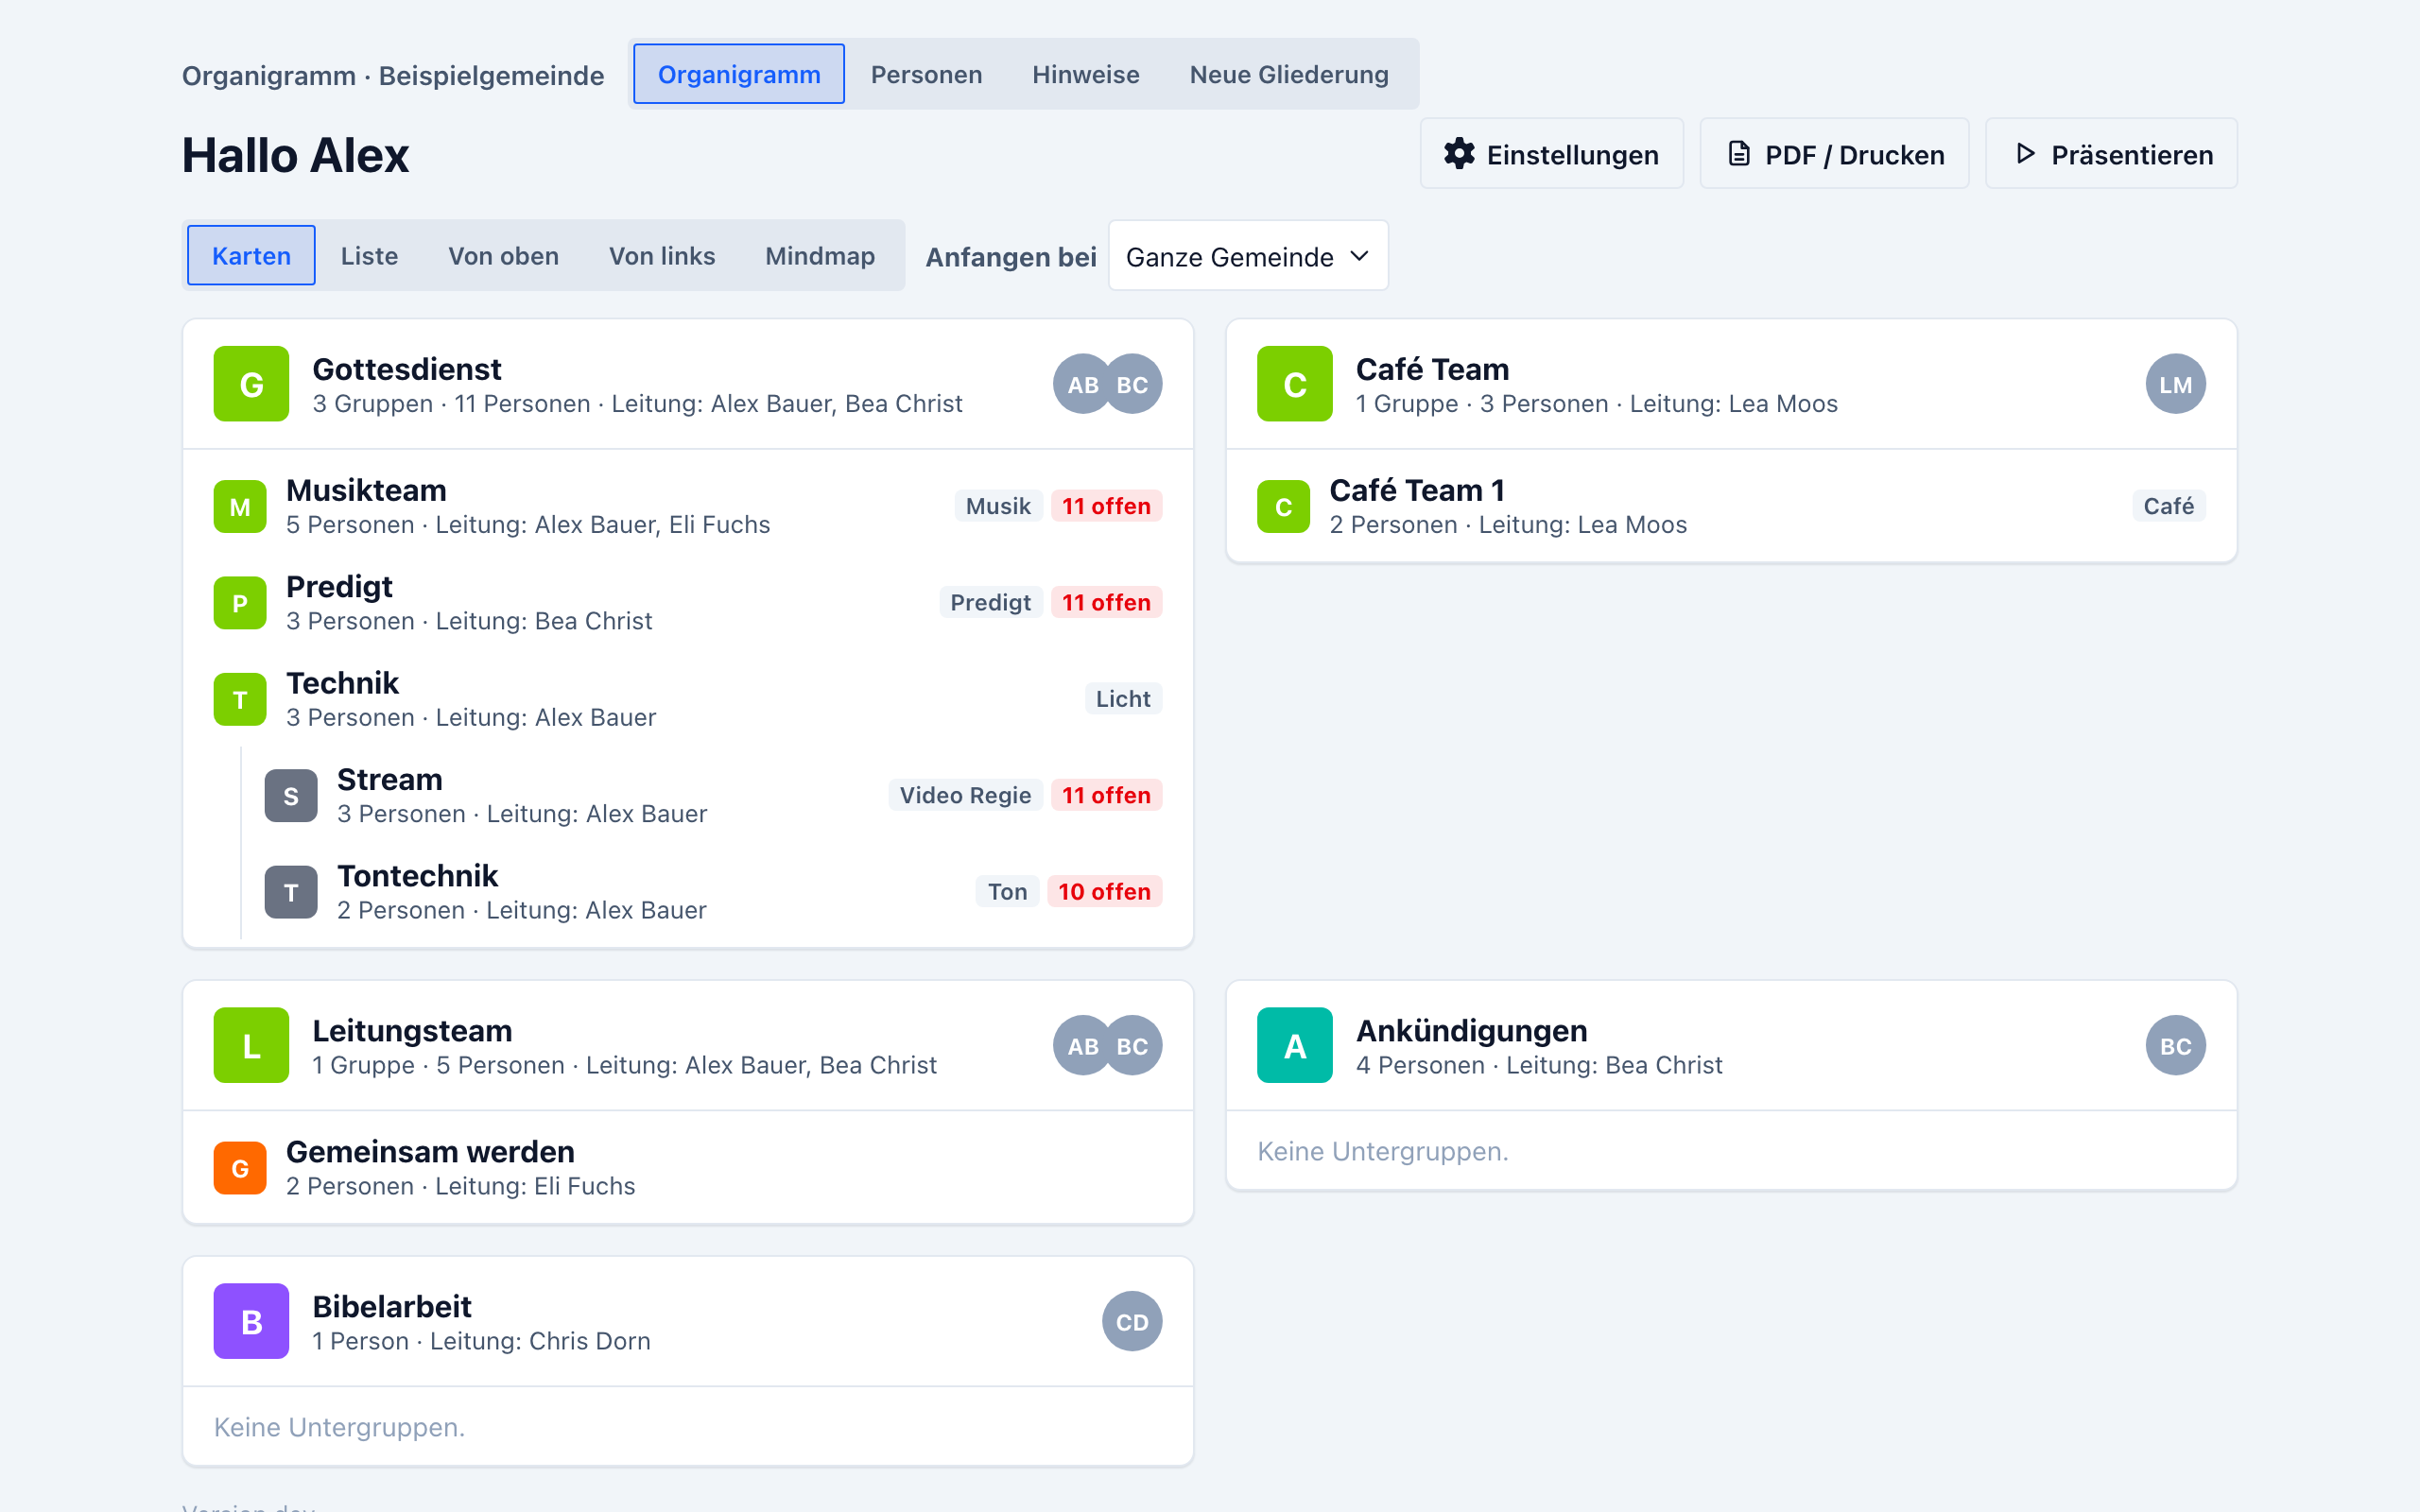 Organigramm · Beispielgemeinde
Organigramm Personen Hinweise Neue Gliederung
Hallo Alex
Einstellungen PDF / Drucken Präsentieren
Karten Liste Von oben Von links Mindmap
Anfangen bei Ganze Gemeinde
G Gottesdienst
3 Gruppen · 11 Personen · Leitung: Alex Bauer, Bea Christ
AB BC
M Musikteam
5 Personen · Leitung: Alex Bauer, Eli Fuchs
Musik 11 offen
P Predigt
3 Personen · Leitung: Bea Christ
Predigt 11 offen
T Technik
3 Personen · Leitung: Alex Bauer
Licht
S Stream
3 Personen · Leitung: Alex Bauer
Video Regie 11 offen
T Tontechnik
2 Personen · Leitung: Alex Bauer
Ton 10 offen
C Café Team
1 Gruppe · 3 Personen · Leitung: Lea Moos
LM
C Café Team 1
2 Personen · Leitung: Lea Moos
Café
L Leitungsteam
1 Gruppe · 5 Personen · Leitung: Alex Bauer, Bea Christ
AB BC
G Gemeinsam werden
2 Personen · Leitung: Eli Fuchs
A Ankündigungen
4 Personen · Leitung: Bea Christ
BC
Keine Untergruppen.
B Bibelarbeit
1 Person · Leitung: Chris Dorn
CD
Keine Untergruppen.